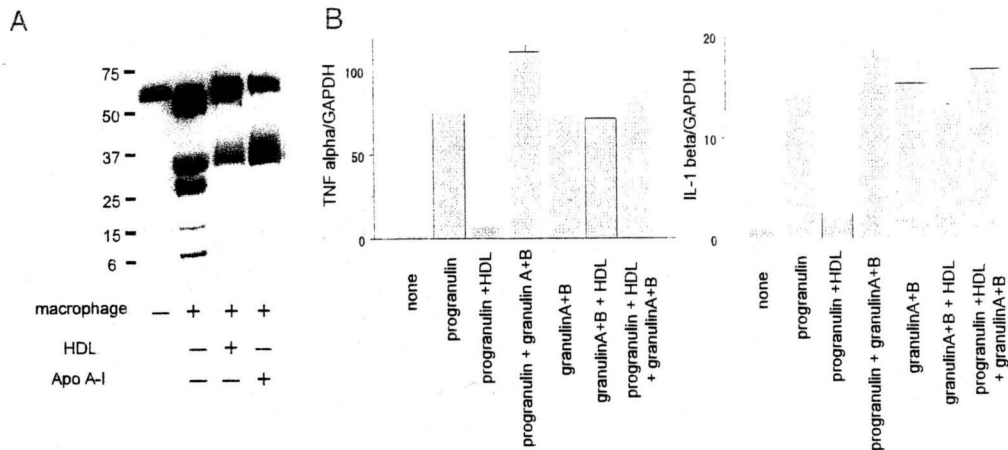 A
75
50
37
25
15
6
macrophage − + + +
HDL − + −
Apo A-I − − +
B
TNF alpha/GAPDH
100
50
0
none
progranulin
progranulin +HDL
progranulin + granulin A+B
granulinA+B
granulinA+B + HDL
progranulin + HDL
+ granulinA+B
IL-1 beta/GAPDH
20
10
0
none
progranulin
progranulin +HDL
progranulin + granulinA+B
granulinA+B
granulinA+B + HDL
progranulin +HDL
+ granulinA+B